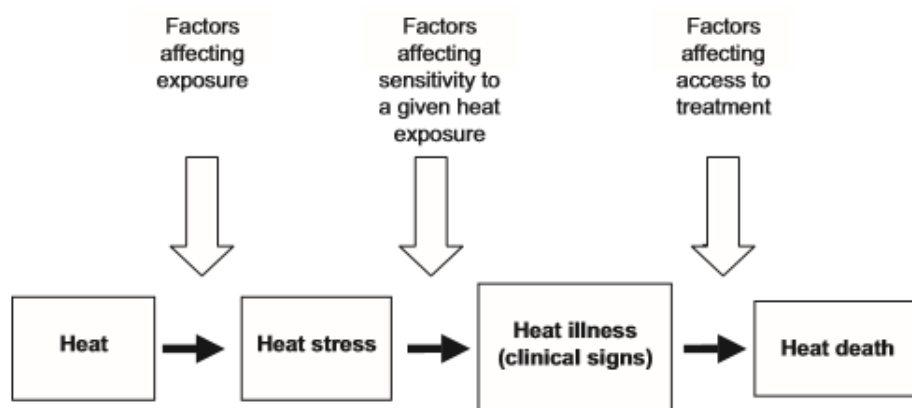 Factors
affecting
exposure
Factors
affecting
sensitivity to
a given heat
exposure
Factors
affecting
access to
treatment
Heat
Heat stress
Heat illness
(clinical signs)
Heat death